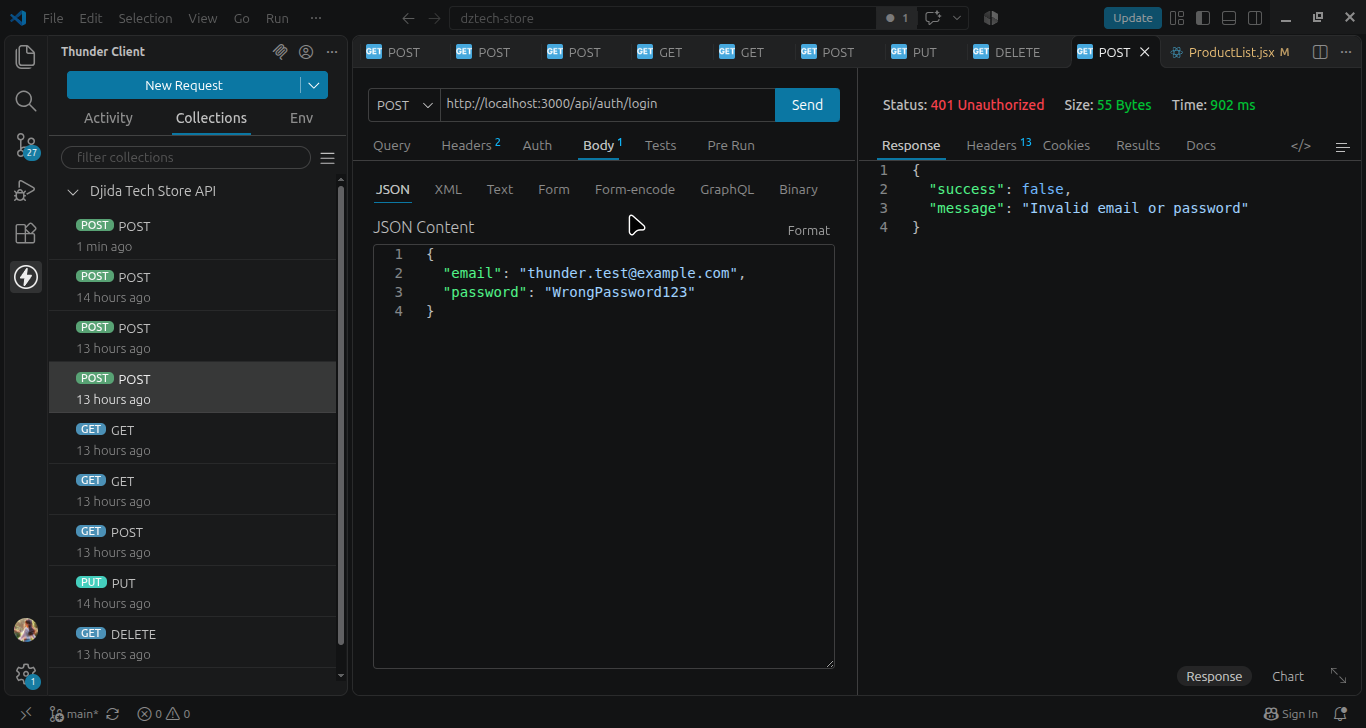 File Edit Selection View Go Run ··· dztech-store 1 Update
Thunder Client ···
New Request
Activity Collections Env
filter collections
Djida Tech Store API
POST POST
1 min ago
POST POST
14 hours ago
POST POST
13 hours ago
POST POST
13 hours ago
GET GET
13 hours ago
GET GET
13 hours ago
GET POST
13 hours ago
PUT PUT
14 hours ago
GET DELETE
13 hours ago
27
1
GET POST GET POST GET POST GET GET GET GET GET POST GET PUT GET DELETE GET POST ProductList.jsx M ···
POST http://localhost:3000/api/auth/login Send
Query Headers 2 Auth Body 1 Tests Pre Run
JSON XML Text Form Form-encode GraphQL Binary
JSON Content Format
1 {
2 "email": "thunder.test@example.com",
3 "password": "WrongPassword123"
4 }
Status: 401 Unauthorized Size: 55 Bytes Time: 902 ms
Response Headers 13 Cookies Results Docs </>
1 {
2 "success": false,
3 "message": "Invalid email or password"
4 }
Response Chart
main* 0 0 Sign In